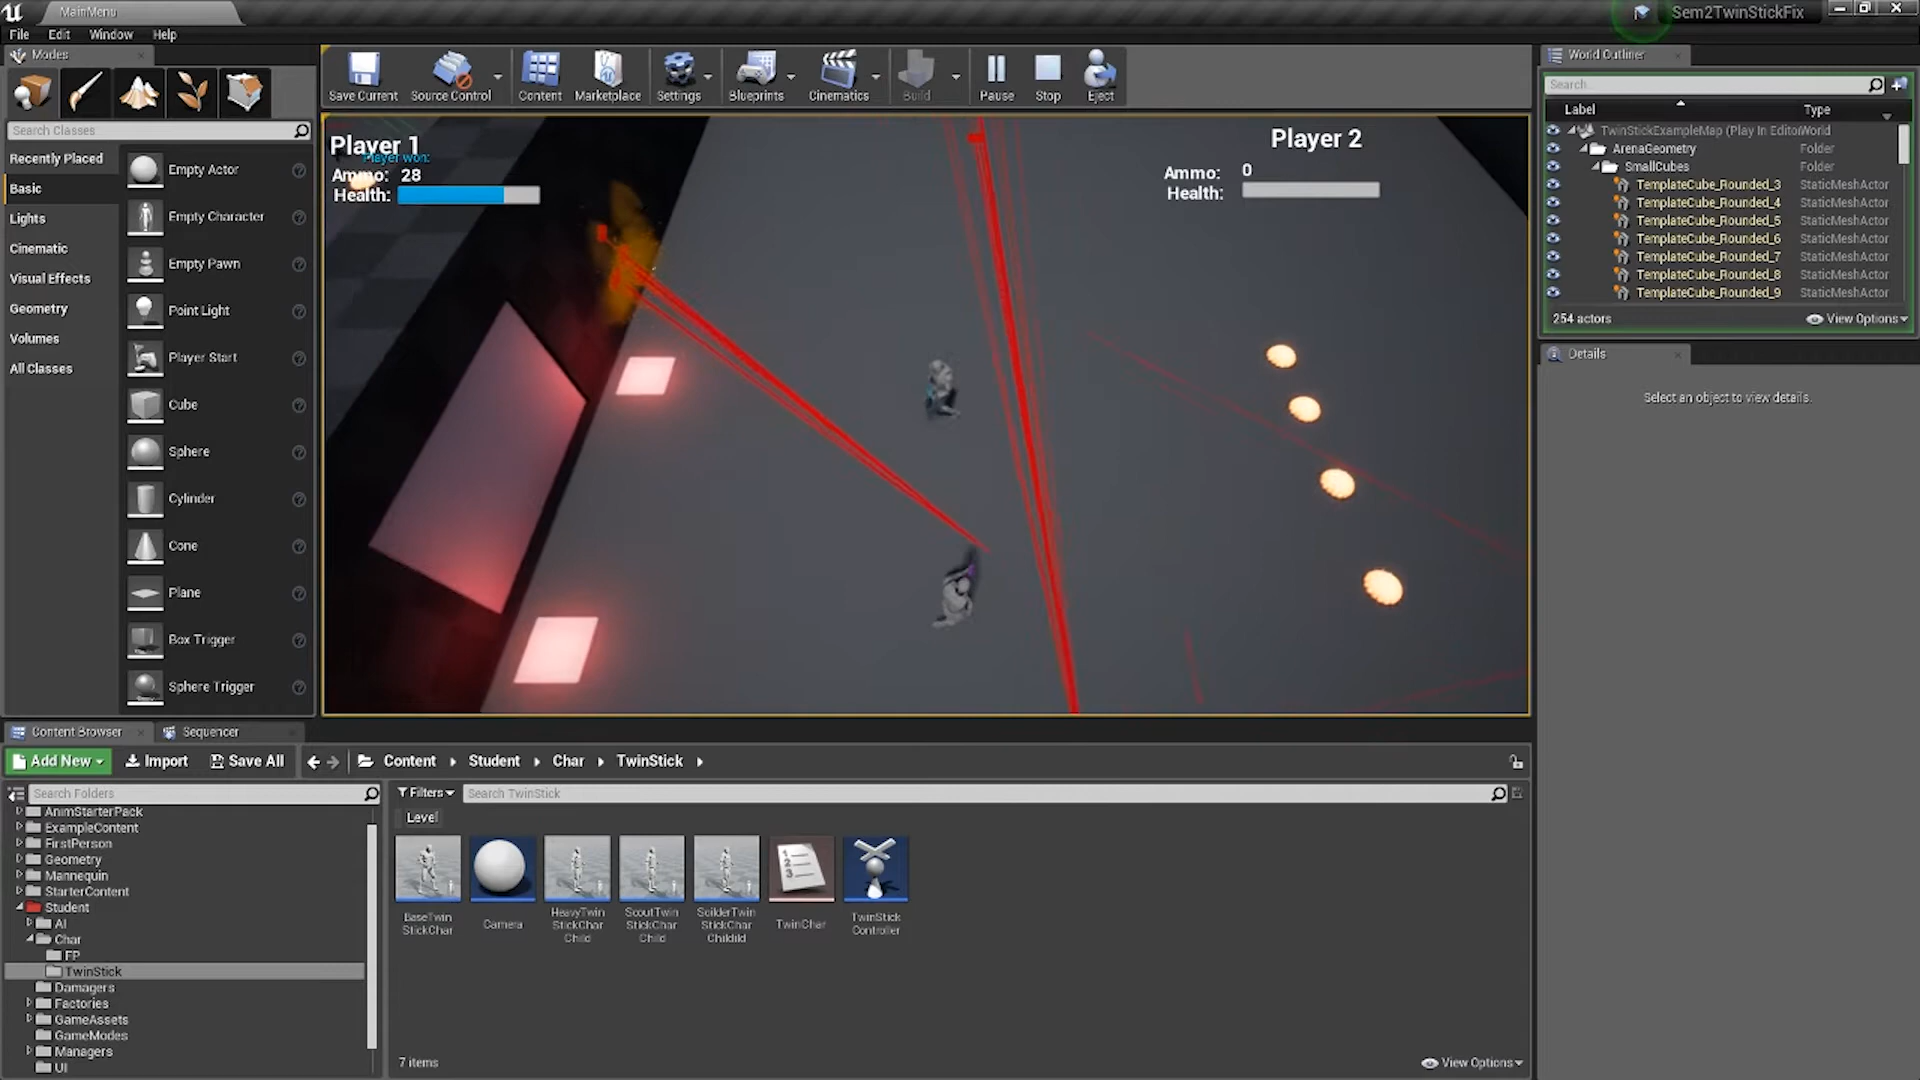 MainMenu
Sem2TwinStickFix
File Edit Window Help
Modes
Save Current
Source Control
Content
Marketplace
Settings
Blueprints
Cinematics
Build
Pause
Stop
Eject
World Outliner
Search Classes
Search...
Label Type
Recently Placed
Basic
Lights
Cinematic
Visual Effects
Geometry
Volumes
All Classes
Empty Actor
Empty Character
Empty Pawn
Point Light
Player Start
Cube
Sphere
Cylinder
Cone
Plane
Box Trigger
Sphere Trigger
Player 1
Player won:
Ammo: 28
Health:
Player 2
Ammo: 0
Health:
TwinStickExampleMap (Play In Editor World
ArenaGeometry Folder
SmallCubes Folder
TemplateCube_Rounded_3 StaticMeshActor
TemplateCube_Rounded_4 StaticMeshActor
TemplateCube_Rounded_5 StaticMeshActor
TemplateCube_Rounded_6 StaticMeshActor
TemplateCube_Rounded_7 StaticMeshActor
TemplateCube_Rounded_8 StaticMeshActor
TemplateCube_Rounded_9 StaticMeshActor
254 actors View Options
Details
Select an object to view details.
Content Browser Sequencer
Add New Import Save All Content Student Char TwinStick
Search Folders
Filters Search TwinStick
Level
AnimStarterPack
ExampleContent
FirstPerson
Geometry
Mannequin
StarterContent
Student
AI
Char
FP
TwinStick
Damagers
Factories
GameAssets
GameModes
Managers
UI
BaseTwin
StickChar
Camera
HeavyTwin
StickChar
Child
ScoutTwin
StickChar
Child
SoilderTwin
StickChar
Childild
TwinChar
TwinStick
Controller
7 items View Options